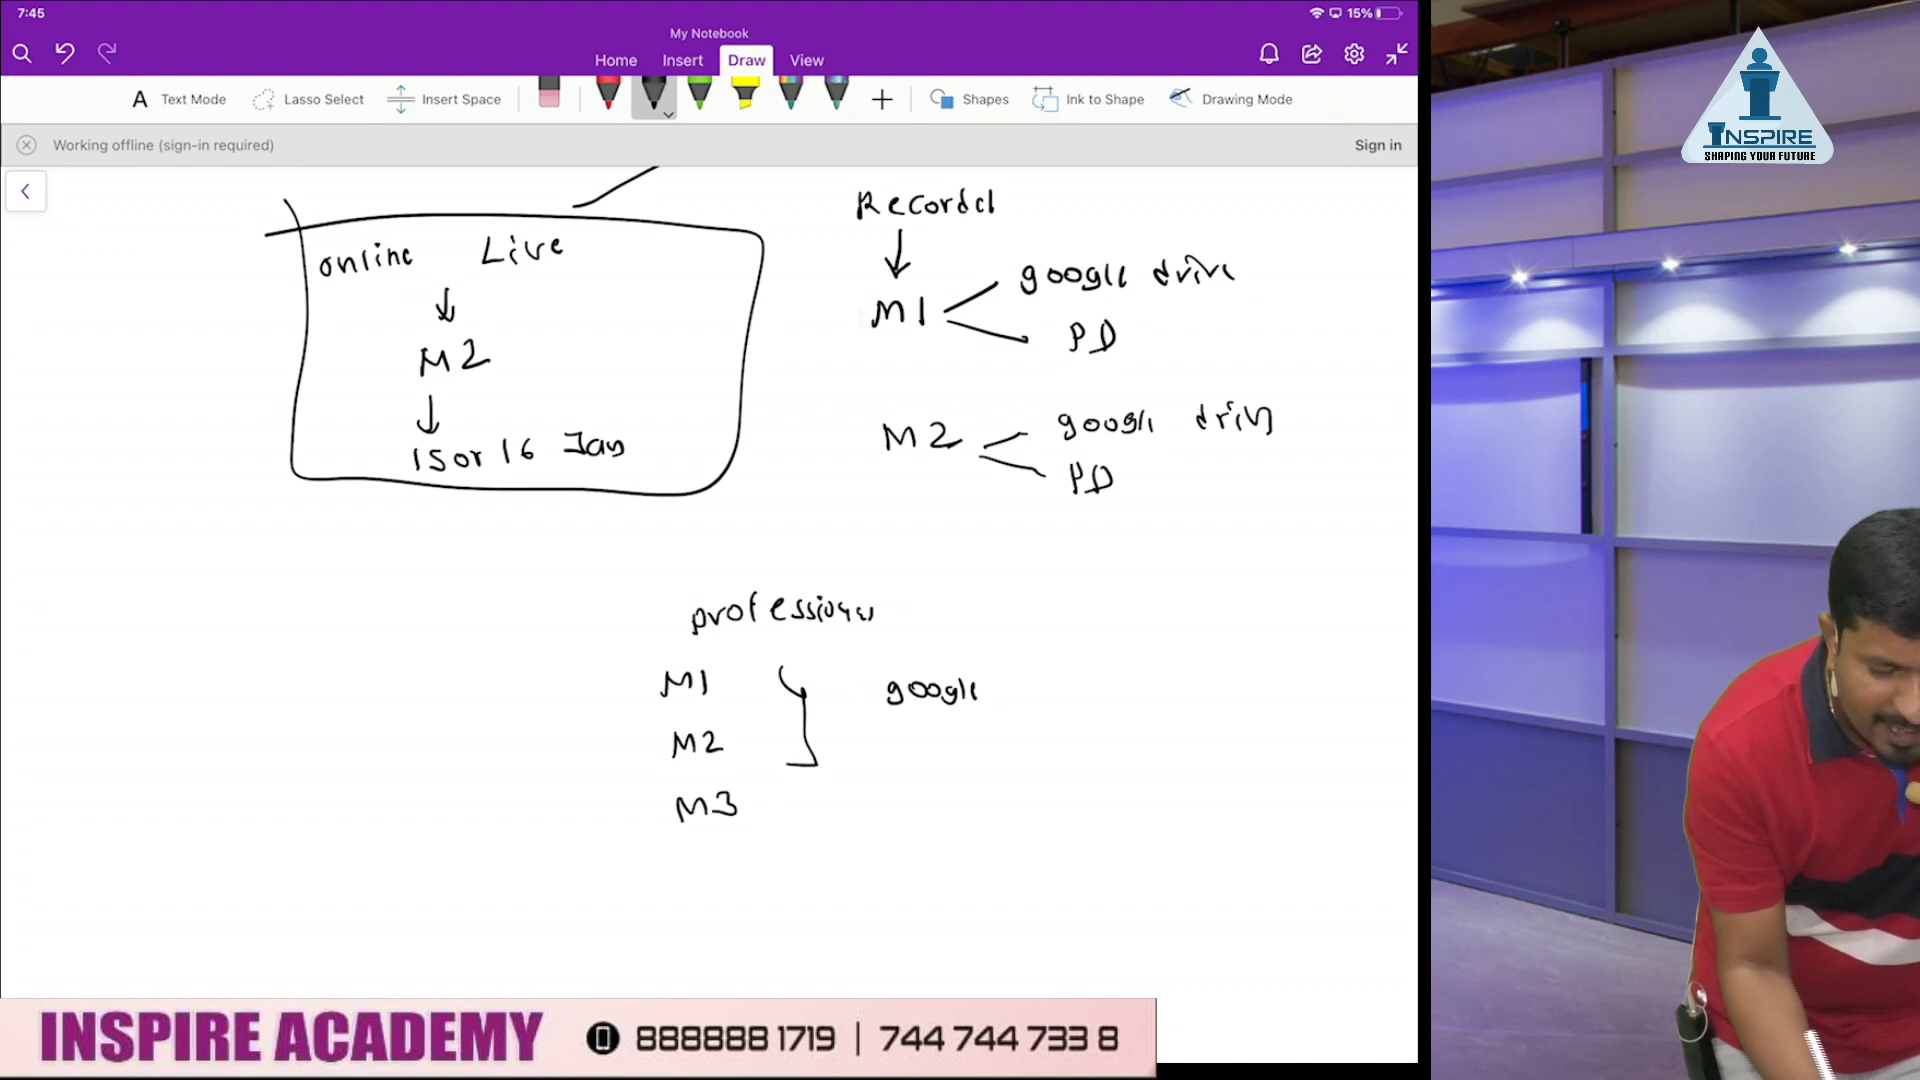 7:45
15%
My Notebook
Home Insert Draw View
Text Mode Lasso Select Insert Space Shapes Ink to Shape Drawing Mode
Working offline (sign-in required) Sign in
INSPIRE
SHAPING YOUR FUTURE
online Live
M2
15 or 16 Jan
Recorded
M1 google drive
PD
M2 google driv
PD
professional
M1 google
M2
M3
INSPIRE ACADEMY 888888 1719 | 744 744 733 8